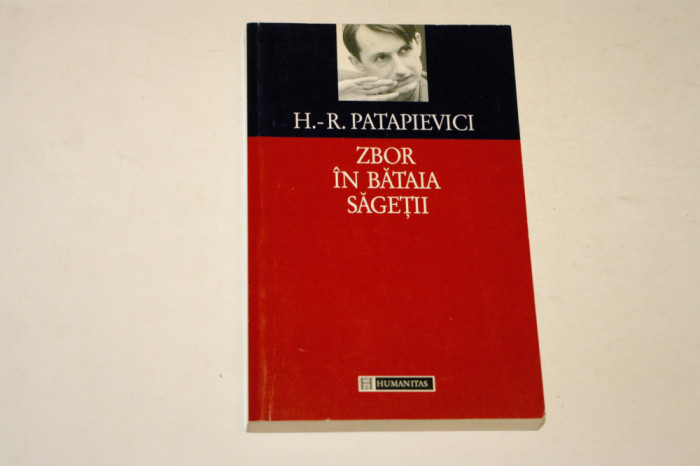 H.-R. PATAPIEVICI
ZBOR
ÎN BĂTAIA
SĂGEȚII
HUMANITAS